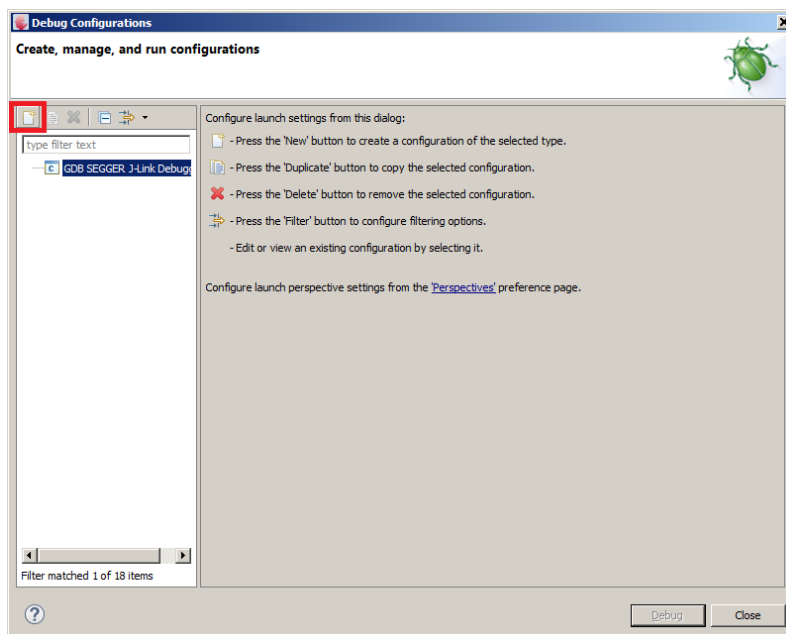 Debug Configurations
Create, manage, and run configurations
type filter text
GDB SEGGER J-Link Debugg
Filter matched 1 of 18 items
Configure launch settings from this dialog:
- Press the 'New' button to create a configuration of the selected type.
- Press the 'Duplicate' button to copy the selected configuration.
- Press the 'Delete' button to remove the selected configuration.
- Press the 'Filter' button to configure filtering options.
- Edit or view an existing configuration by selecting it.
Configure launch perspective settings from the 'Perspectives' preference page.
Debug
Close